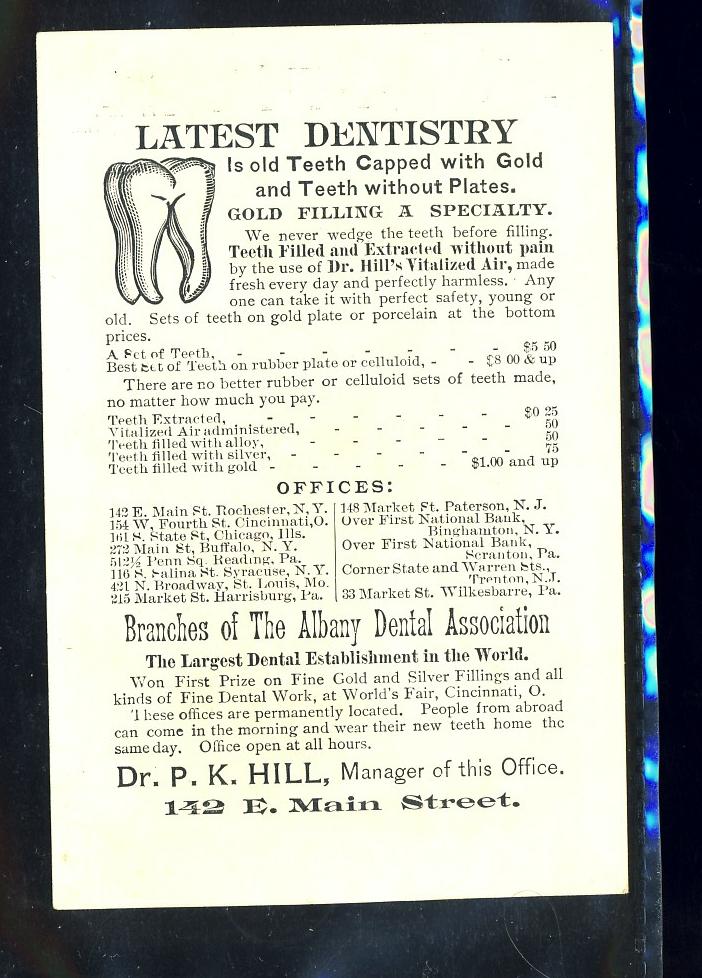 LATEST DENTISTRY
Is old Teeth Capped with Gold
and Teeth without Plates.
GOLD FILLING A SPECIALTY.
We never wedge the teeth before filling.
Teeth Filled and Extracted without pain
by the use of Dr. Hill's Vitalized Air, made
fresh every day and perfectly harmless. Any
one can take it with perfect safety, young or
old. Sets of teeth on gold plate or porcelain at the bottom
prices.
A Set of Teeth, - - - - - - - $5 50
Best Set of Teeth on rubber plate or celluloid, - - $8 00 & up
There are no better rubber or celluloid sets of teeth made,
no matter how much you pay.
Teeth Extracted, - - - - - - - $0 25
Vitalized Air administered, - - - - - - 50
Teeth filled with alloy, - - - - - - 50
Teeth filled with silver, - - - - - - 75
Teeth filled with gold - - - - - $1.00 and up
OFFICES:
142 E. Main St. Rochester, N. Y.
154 W, Fourth St. Cincinnati, O.
161 S. State St, Chicago, Ills.
272 Main St, Buffalo, N. Y.
512½ Penn Sq. Reading, Pa.
116 S. Salina St. Syracuse, N. Y.
421 N. Broadway, St. Louis, Mo.
215 Market St. Harrisburg, Pa.
148 Market St. Paterson, N. J.
Over First National Bank,
Binghamton, N. Y.
Over First National Bank,
Scranton, Pa.
Corner State and Warren Sts.,
Trenton, N.J.
33 Market St. Wilkesbarre, Pa.
Branches of The Albany Dental Association
The Largest Dental Establishment in the World.
Won First Prize on Fine Gold and Silver Fillings and all
kinds of Fine Dental Work, at World's Fair, Cincinnati, O.
These offices are permanently located. People from abroad
can come in the morning and wear their new teeth home the
same day. Office open at all hours.
Dr. P. K. HILL, Manager of this Office.
142 E. Main Street.